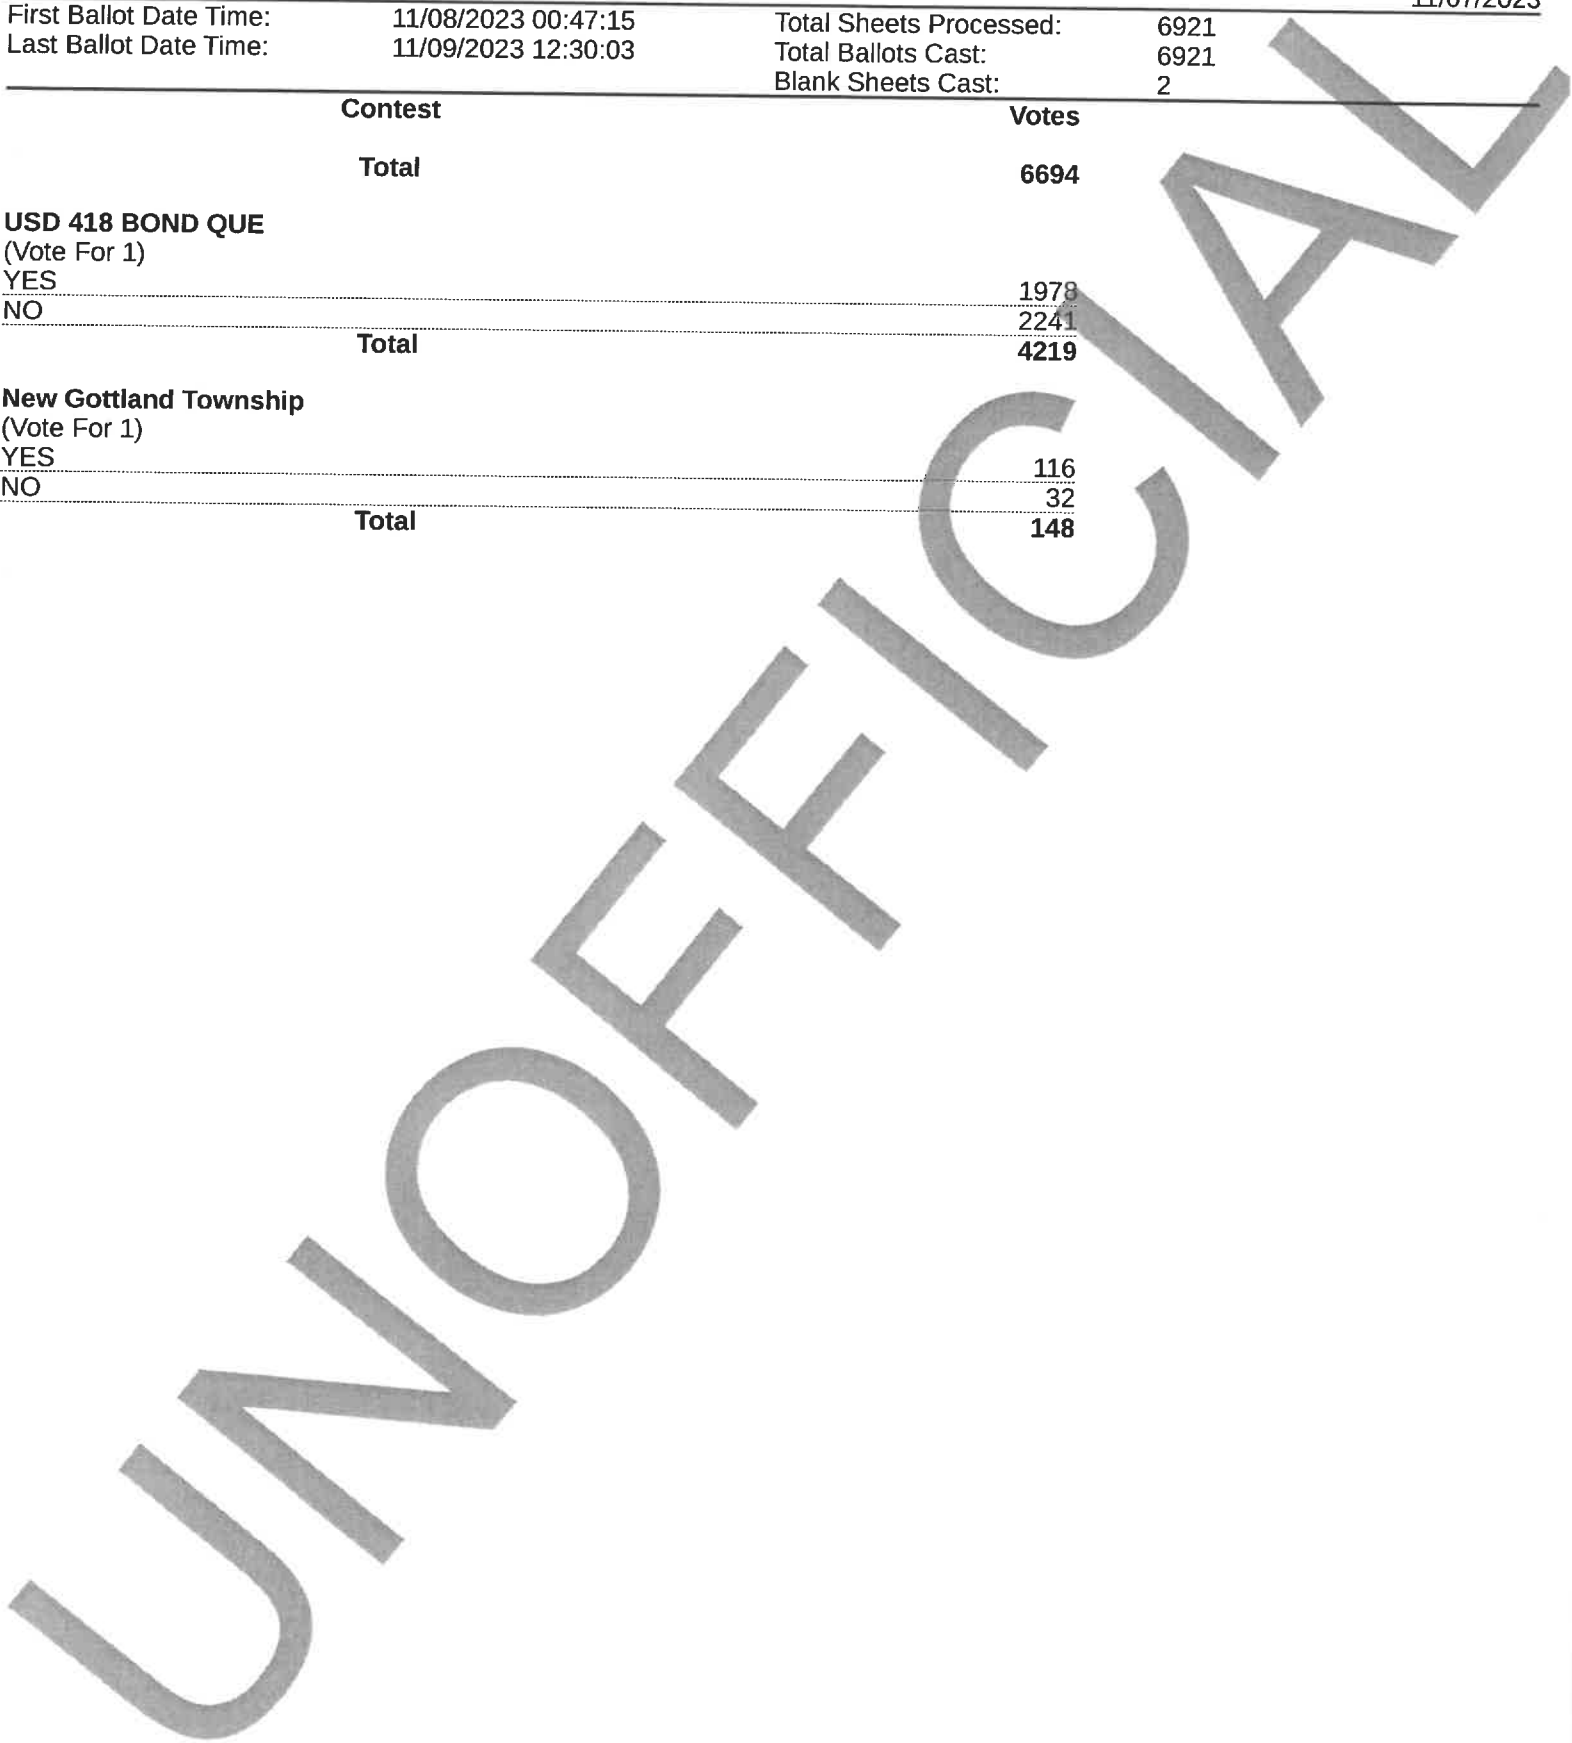 11/07/2023
First Ballot Date Time: 11/08/2023 00:47:15 Total Sheets Processed: 6921
Last Ballot Date Time: 11/09/2023 12:30:03 Total Ballots Cast: 6921
Blank Sheets Cast: 2
Contest Votes
Total 6694
USD 418 BOND QUE
(Vote For 1)
YES 1978
NO 2241
Total 4219
New Gottland Township
(Vote For 1)
YES 116
NO 32
Total 148
UNOFFICIAL